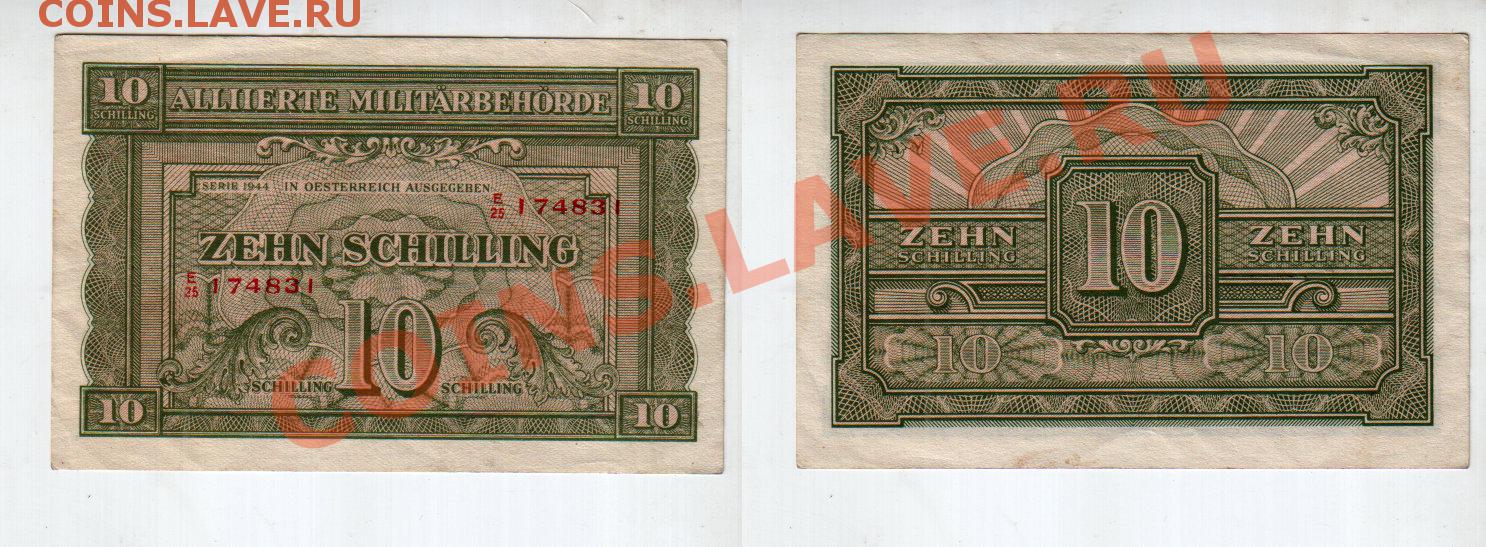 COINS.LAVE.RU
10 ALLIIERTE MILITÄRBEHÖRDE 10
SCHILLING SCHILLING
SERIE 1944 IN OESTERREICH AUSGEGEBEN
E/25 174831
ZEHN SCHILLING
E/25 174831
10
SCHILLING SCHILLING
10 10
COINS.LAVE.RU
10
ZEHN ZEHN
SCHILLING SCHILLING
10 10